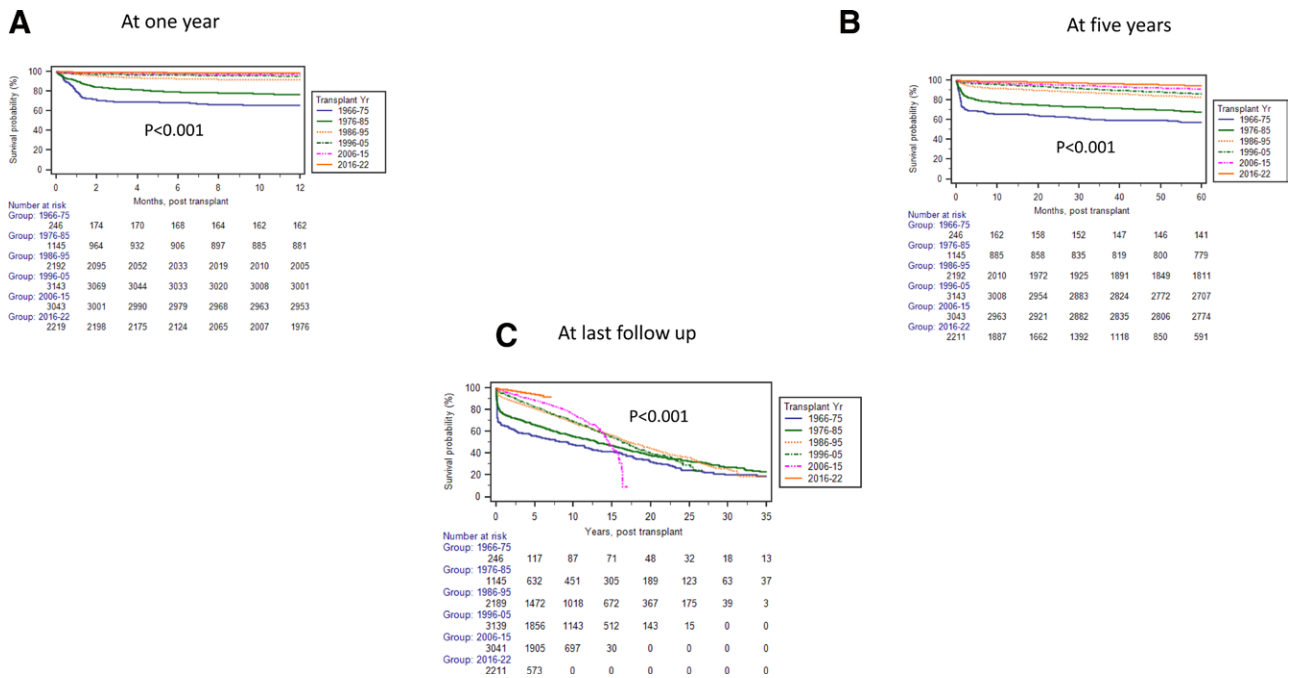 A
At one year
Survival probability (%)
100
80
60
40
20
0
P<0.001
0 2 4 6 8 10 12
Months, post transplant
Transplant Yr
1966-75
1976-85
1986-95
1996-05
2006-15
2016-22
Number at risk
Group: 1966-75
246 174 170 168 164 162 162
Group: 1976-85
1145 964 932 906 897 885 881
Group: 1986-95
2192 2095 2052 2033 2019 2010 2005
Group: 1996-05
3143 3069 3044 3033 3020 3008 3001
Group: 2006-15
3043 3001 2990 2979 2968 2963 2953
Group: 2016-22
2219 2198 2175 2124 2065 2007 1976
B
At five years
Survival probability (%)
100
80
60
40
20
0
P<0.001
0 10 20 30 40 50 60
Months, post transplant
Transplant Yr
1966-75
1976-85
1986-95
1996-05
2006-15
2016-22
Number at risk
Group: 1966-75
246 162 158 152 147 146 141
Group: 1976-85
1145 885 858 835 819 800 779
Group: 1986-95
2192 2010 1972 1925 1891 1849 1811
Group: 1996-05
3143 3008 2954 2883 2824 2772 2707
Group: 2006-15
3043 2963 2921 2882 2835 2806 2774
Group: 2016-22
2211 1887 1662 1392 1118 850 591
C
At last follow up
Survival probability (%)
100
80
60
40
20
0
P<0.001
0 5 10 15 20 25 30 35
Years, post transplant
Transplant Yr
1966-75
1976-85
1986-95
1996-05
2006-15
2016-22
Number at risk
Group: 1966-75
246 117 87 71 48 32 18 13
Group: 1976-85
1145 632 451 305 189 123 63 37
Group: 1986-95
2189 1472 1018 672 367 175 39 3
Group: 1996-05
3139 1856 1143 512 143 15 0 0
Group: 2006-15
3041 1905 697 30 0 0 0 0
Group: 2016-22
2211 573 0 0 0 0 0 0